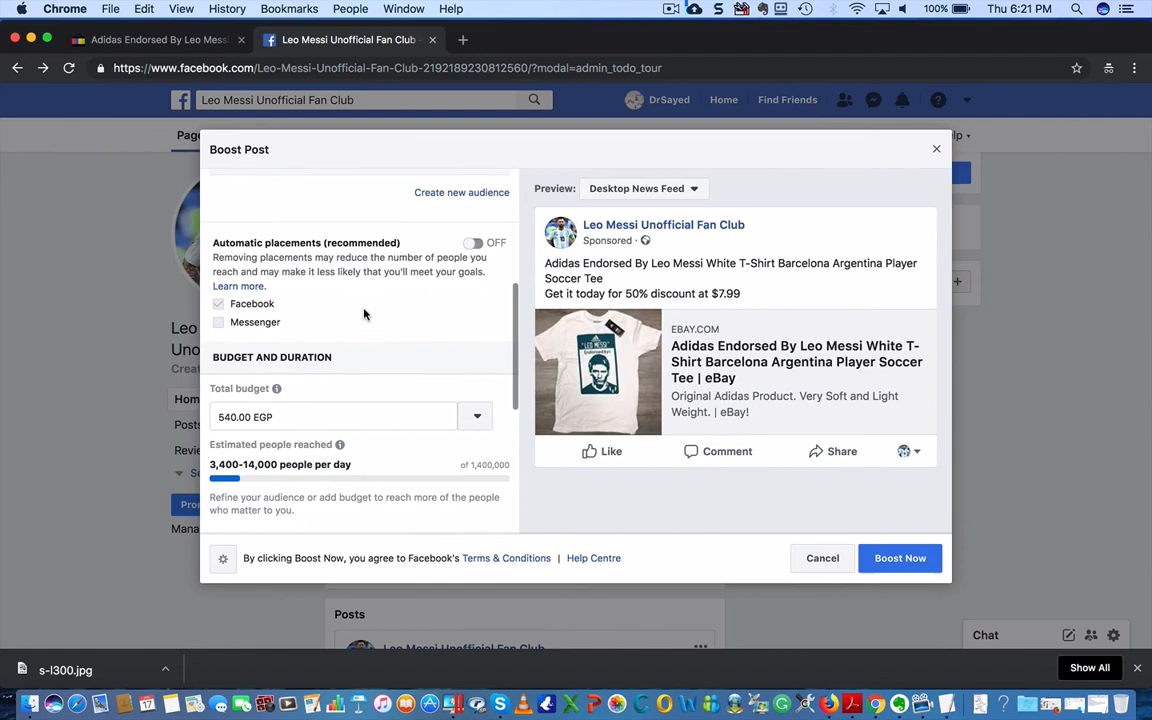 Chrome File Edit View History Bookmarks People Window Help
100% Thu 6:21 PM
Adidas Endorsed By Leo Messi
Leo Messi Unofficial Fan Club
https://www.facebook.com/Leo-Messi-Unofficial-Fan-Club-2192189230812560/?modal=admin_todo_tour
Leo Messi Unofficial Fan Club
DrSayed Home Find Friends
Boost Post
Create new audience
Automatic placements (recommended) OFF
Removing placements may reduce the number of people you
reach and may make it less likely that you'll meet your goals.
Learn more.
Facebook
Messenger
BUDGET AND DURATION
Total budget
540.00 EGP
Estimated people reached
3,400-14,000 people per day of 1,400,000
Refine your audience or add budget to reach more of the people
who matter to you.
Preview: Desktop News Feed
Leo Messi Unofficial Fan Club
Sponsored ·
Adidas Endorsed By Leo Messi White T-Shirt Barcelona Argentina Player
Soccer Tee
Get it today for 50% discount at $7.99
EBAY.COM
Adidas Endorsed By Leo Messi White T-
Shirt Barcelona Argentina Player Soccer
Tee | eBay
Original Adidas Product. Very Soft and Light
Weight. | eBay!
Like Comment Share
By clicking Boost Now, you agree to Facebook's Terms & Conditions | Help Centre
Cancel Boost Now
Leo
Uno
Posts
Chat
s-l300.jpg
Show All